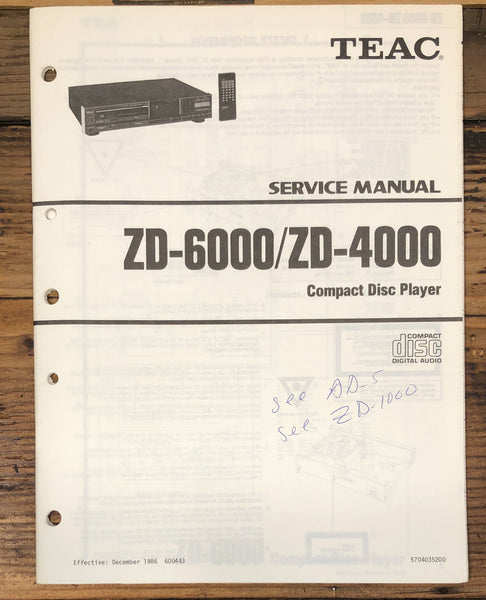 TEAC®
SERVICE MANUAL
ZD-6000/ZD-4000
Compact Disc Player
COMPACT
disc
DIGITAL AUDIO
see AD-5
see ZD-1000
Effective: December 1986 600443
5704035200